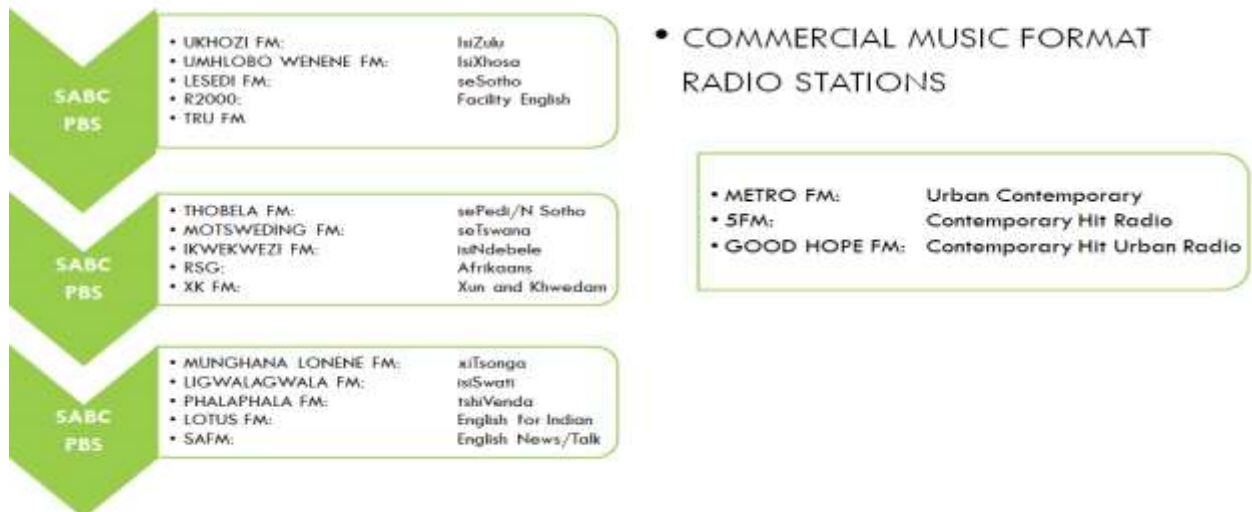 SABC
PBS
• UKHOZI FM: IsiZulu
• UMHLOBO WENENE FM: IsiXhosa
• LESEDI FM: seSotho
• R2000: Facility English
• TRU FM
SABC
PBS
• THOBELA FM: sePedi/N Sotho
• MOTSWEDING FM: seTswana
• IKWEKWEZI FM: isiNdebele
• RSG: Afrikaans
• XK FM: Xun and Khwedam
SABC
PBS
• MUNGHANA LONENE FM: xiTsonga
• LIGWALAGWALA FM: isiSwati
• PHALAPHALA FM: tshiVenda
• LOTUS FM: English for Indian
• SAFM: English News/Talk
• COMMERCIAL MUSIC FORMAT
RADIO STATIONS
• METRO FM: Urban Contemporary
• 5FM: Contemporary Hit Radio
• GOOD HOPE FM: Contemporary Hit Urban Radio